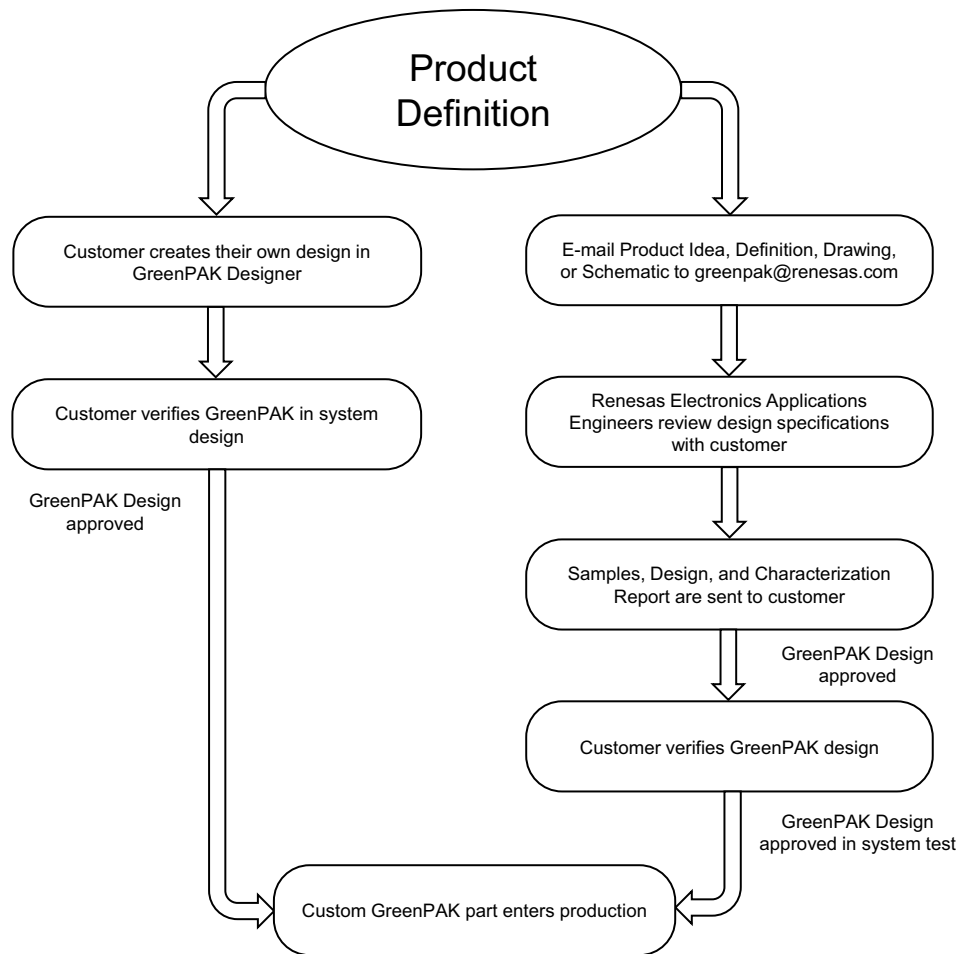 Product
Definition
Customer creates their own design in
GreenPAK Designer
Customer verifies GreenPAK in system
design
GreenPAK Design
approved
E-mail Product Idea, Definition, Drawing,
or Schematic to greenpak@renesas.com
Renesas Electronics Applications
Engineers review design specifications
with customer
Samples, Design, and Characterization
Report are sent to customer
GreenPAK Design
approved
Customer verifies GreenPAK design
GreenPAK Design
approved in system test
Custom GreenPAK part enters production